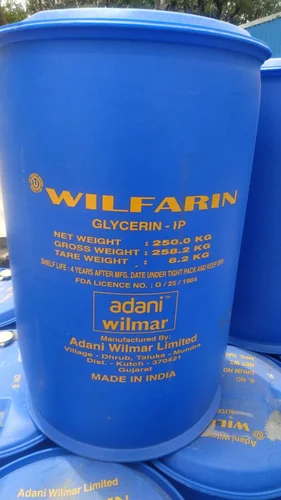 WILFARIN
GLYCERIN - IP
NET WEIGHT : 250.0 KG
GROSS WEIGHT : 258.2 KG
TARE WEIGHT : 8.2 KG
SHELF LIFE : 4 YEARS AFTER MFG. DATE UNDER TIGHT PACK AND KEEP DRY
FDA LICENCE NO. : G / 25 / 1984
adani
wilmar
Manufactured By:
Adani Wilmar Limited
Village - Dhrub, Taluka - Mundra
Dist. - Kutch - 370421
Gujarat
MADE IN INDIA
Adani Wilmar Limited
Adani Wilmar